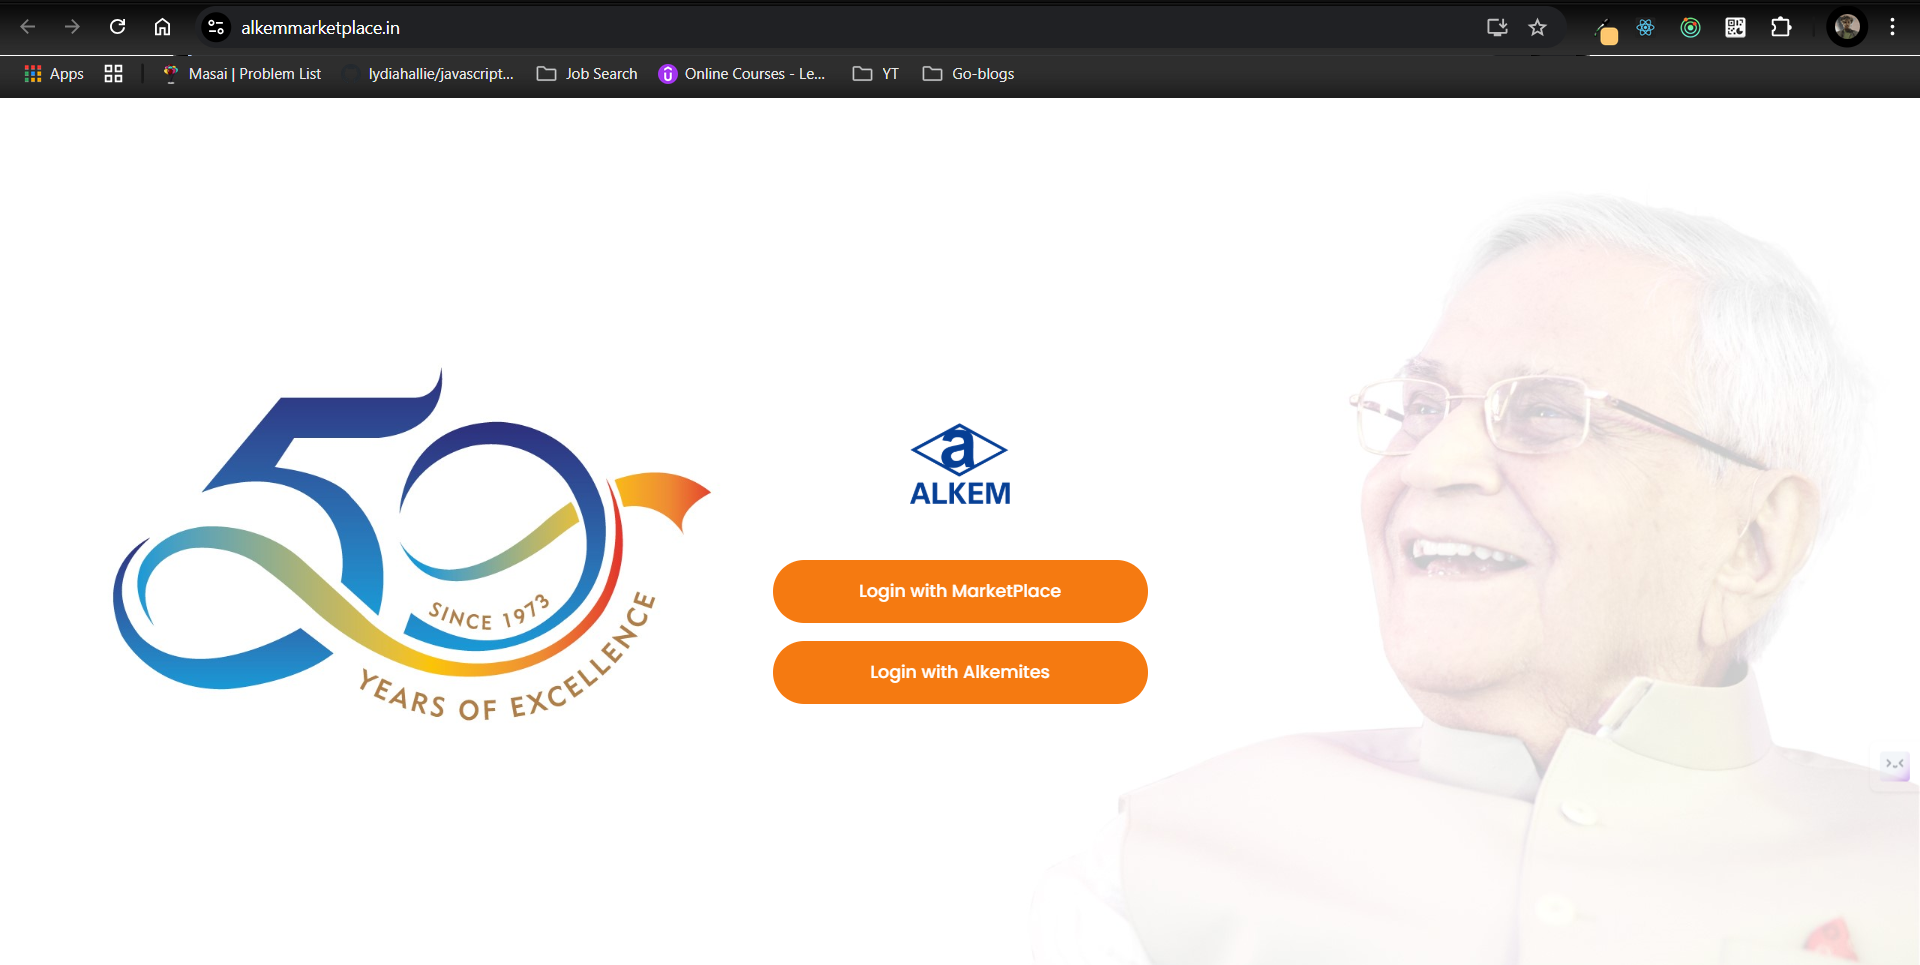 alkemmarketplace.in
Apps
Masai | Problem List
lydiahallie/javascript...
Job Search
Online Courses - Le...
YT
Go-blogs
50
SINCE 1973
YEARS OF EXCELLENCE
a
ALKEM
Login with MarketPlace
Login with Alkemites